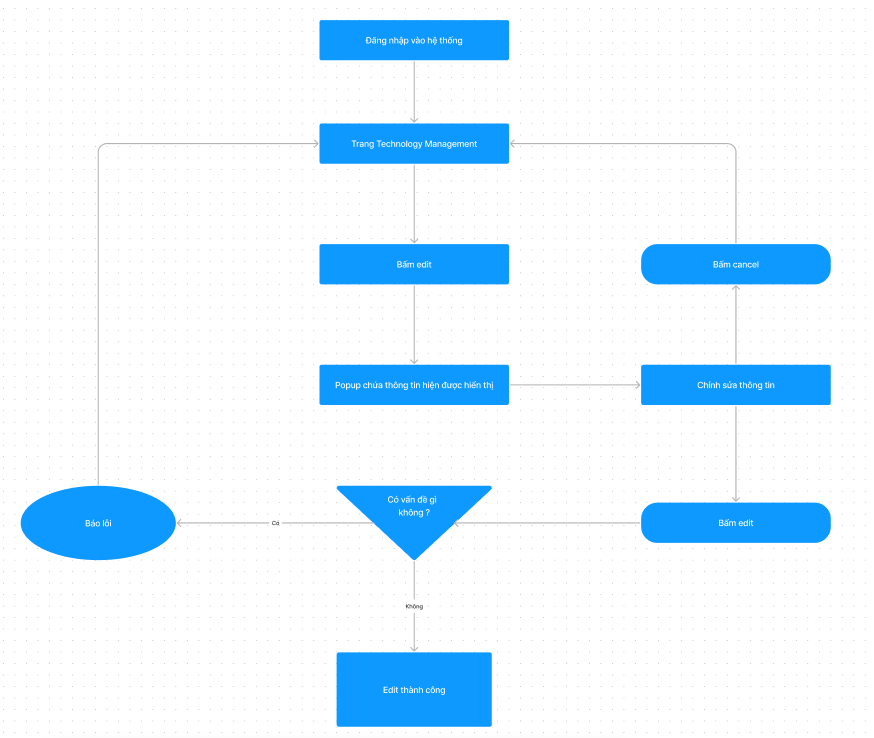 Đăng nhập vào hệ thống
Trang Technology Management
Bấm edit
Bấm cancel
Popup chứa thông tin hiện được hiển thị
Chỉnh sửa thông tin
Có vấn đề gì
không ?
Báo lỗi
Có
Bấm edit
Không
Edit thành công